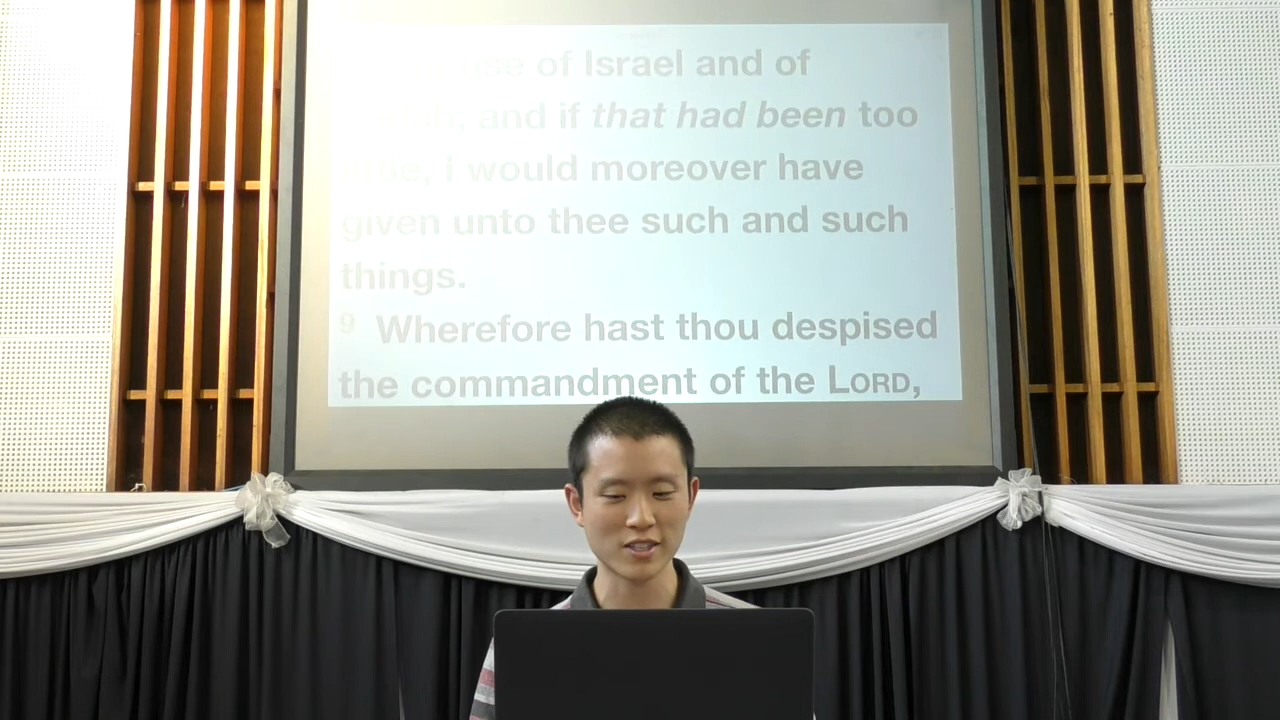 of Israel and of
and if that had been too
I would moreover have
given unto thee such and such
things.
9 Wherefore hast thou despised
the commandment of the LORD,